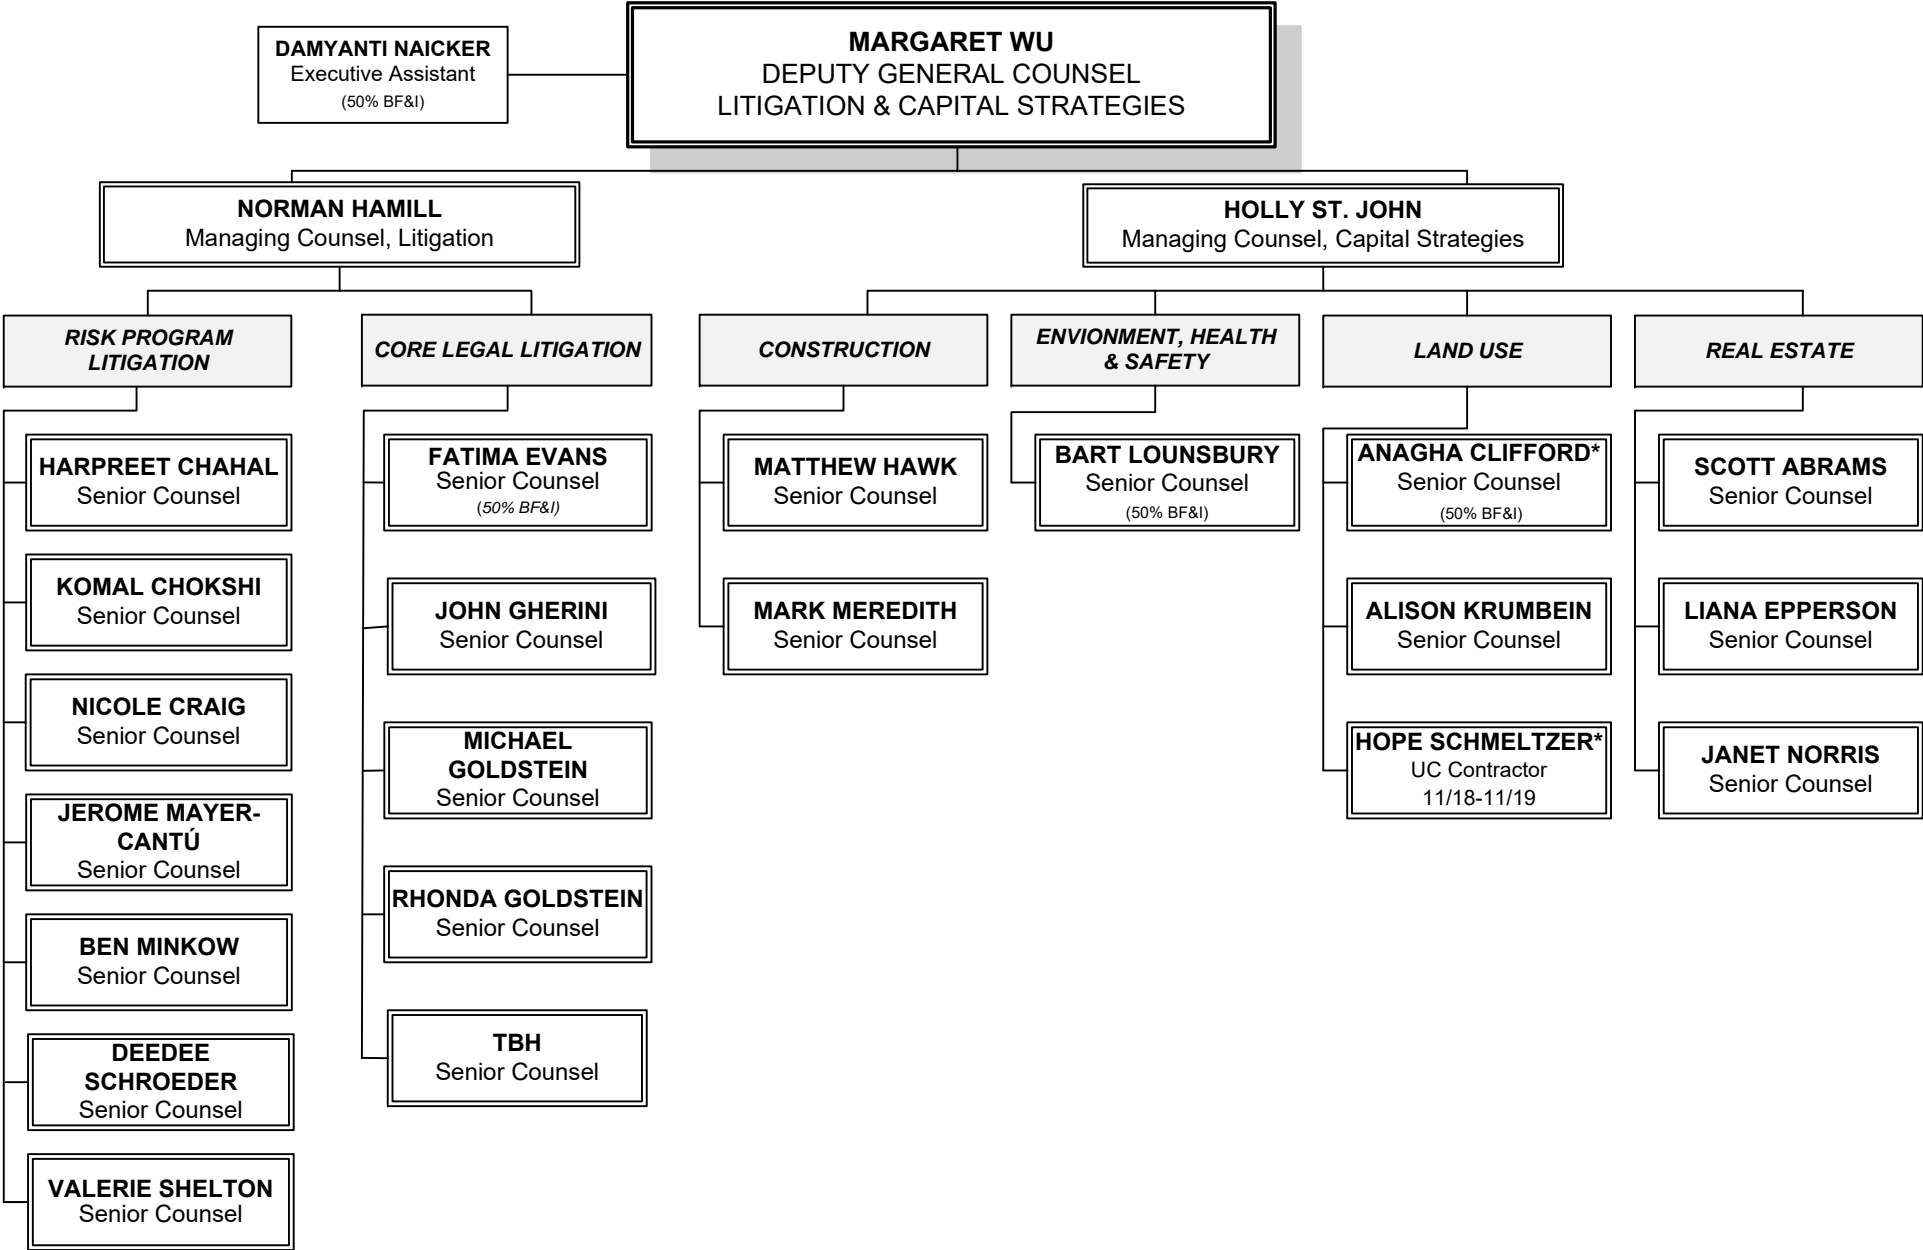 DAMYANTI NAICKER
Executive Assistant
(50% BF&I)
MARGARET WU
DEPUTY GENERAL COUNSEL
LITIGATION & CAPITAL STRATEGIES
NORMAN HAMILL
Managing Counsel, Litigation
HOLLY ST. JOHN
Managing Counsel, Capital Strategies
RISK PROGRAM
LITIGATION
CORE LEGAL LITIGATION
CONSTRUCTION
ENVIONMENT, HEALTH
& SAFETY
LAND USE
REAL ESTATE
HARPREET CHAHAL
Senior Counsel
KOMAL CHOKSHI
Senior Counsel
NICOLE CRAIG
Senior Counsel
JEROME MAYER-
CANTÚ
Senior Counsel
BEN MINKOW
Senior Counsel
DEEDEE
SCHROEDER
Senior Counsel
VALERIE SHELTON
Senior Counsel
FATIMA EVANS
Senior Counsel
(50% BF&I)
JOHN GHERINI
Senior Counsel
MICHAEL
GOLDSTEIN
Senior Counsel
RHONDA GOLDSTEIN
Senior Counsel
TBH
Senior Counsel
MATTHEW HAWK
Senior Counsel
MARK MEREDITH
Senior Counsel
BART LOUNSBURY
Senior Counsel
(50% BF&I)
ANAGHA CLIFFORD*
Senior Counsel
(50% BF&I)
ALISON KRUMBEIN
Senior Counsel
HOPE SCHMELTZER*
UC Contractor
11/18-11/19
SCOTT ABRAMS
Senior Counsel
LIANA EPPERSON
Senior Counsel
JANET NORRIS
Senior Counsel